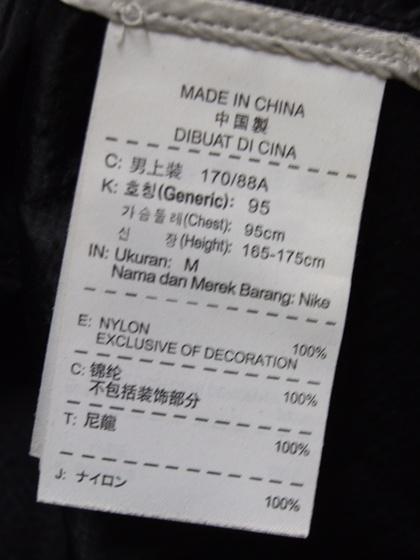 MADE IN CHINA
中国製
DIBUAT DI CINA
C: 男上装 170/88A
K: 호칭(Generic): 95
가슴둘레(Chest): 95cm
신 장(Height): 165-175cm
IN: Ukuran: M
Nama dan Merek Barang: Nike
E: NYLON 100%
EXCLUSIVE OF DECORATION
C: 锦纶 100%
不包括装饰部分
T: 尼龍 100%
J: ナイロン 100%